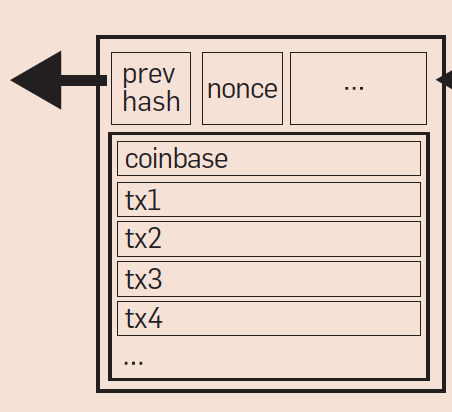 prev
hash
nonce
...
coinbase
tx1
tx2
tx3
tx4
...